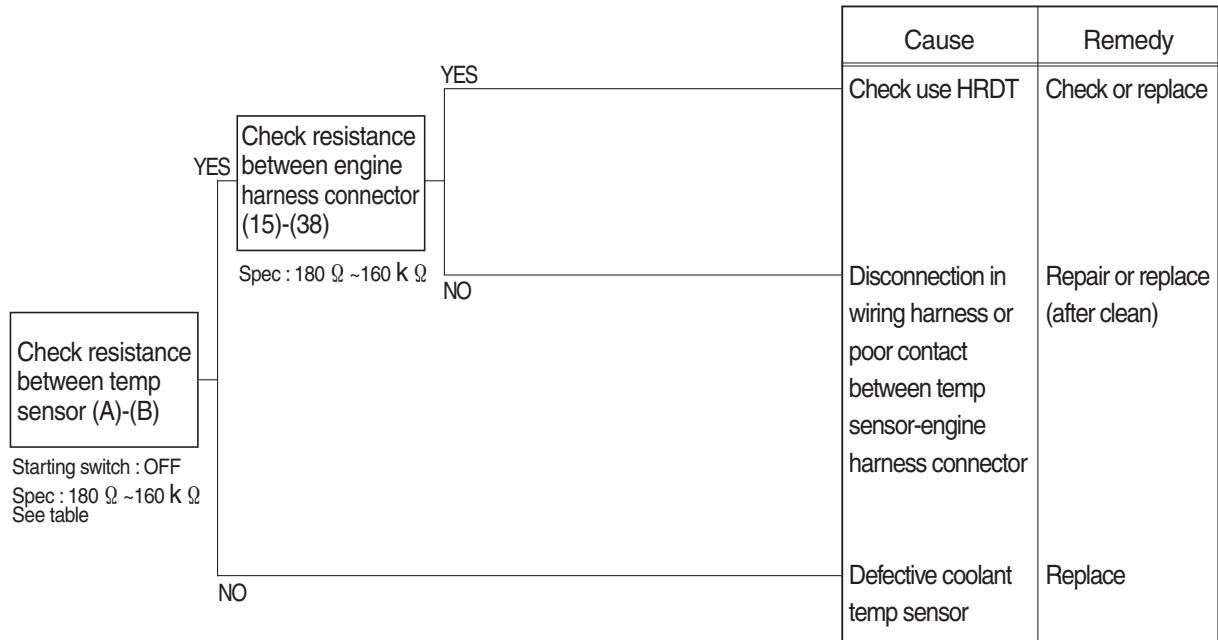 Cause
Remedy
YES
Check use HRDT
Check or replace
YES
Check resistance
between engine
harness connector
(15)-(38)
Spec : 180 Ω ~160 k Ω
NO
Disconnection in
wiring harness or
poor contact
between temp
sensor-engine
harness connector
Repair or replace
(after clean)
Check resistance
between temp
sensor (A)-(B)
Starting switch : OFF
Spec : 180 Ω ~160 k Ω
See table
NO
Defective coolant
temp sensor
Replace